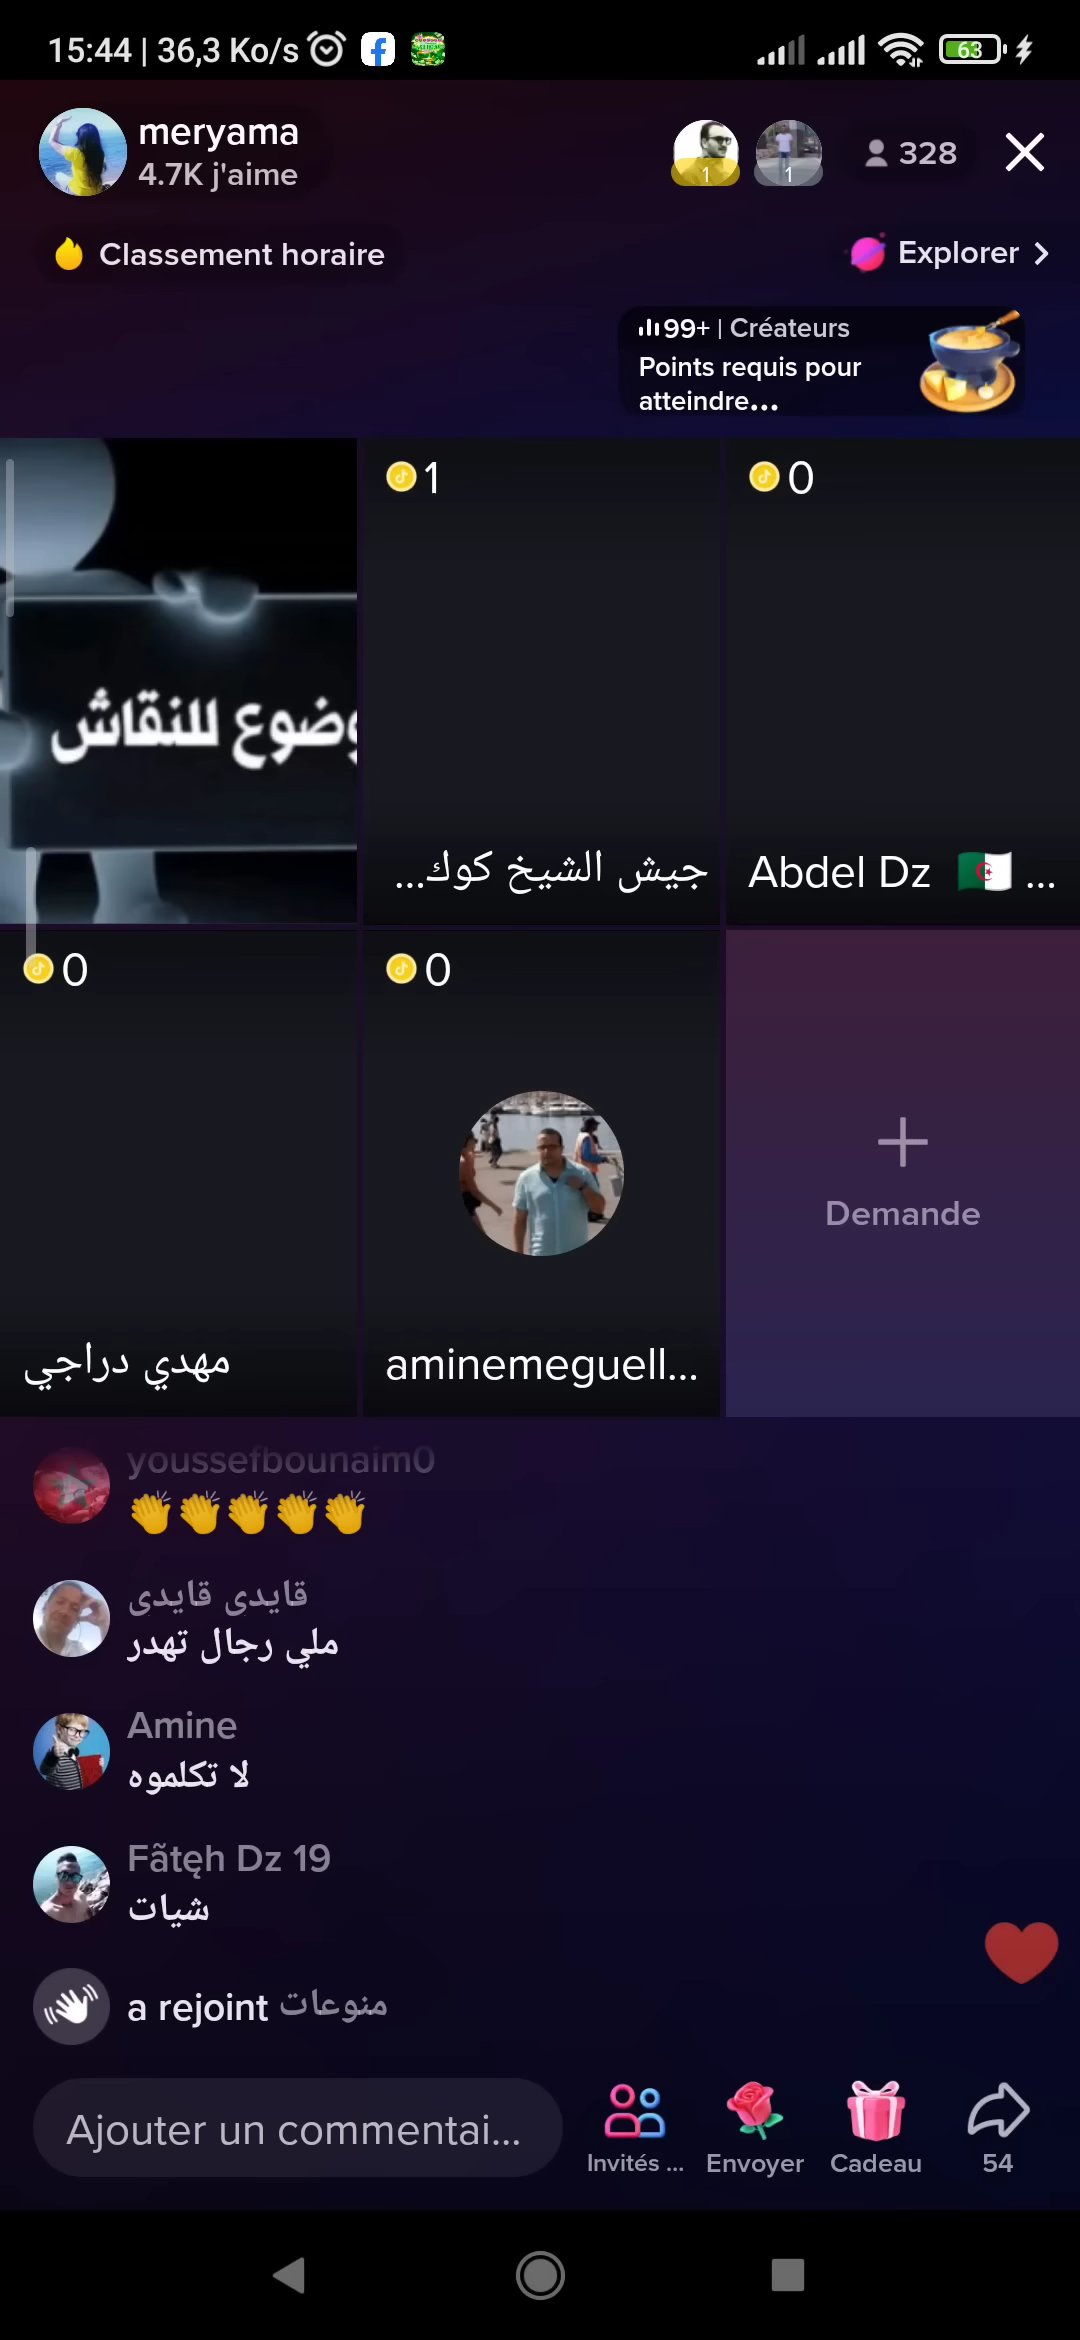 15:44 | 36,3 Ko/s
63
meryama
4.7K j'aime
1
1
328
Classement horaire
Explorer
99+ | Créateurs
Points requis pour
atteindre...
1
0
وضوع للنقاش
جيش الشيخ كوك...
Abdel Dz ...
0
0
Demande
مهدي دراجي
aminemeguell...
youssefbounaim0
قايدى قايدى
ملي رجال تهدر
Amine
لا تكلموه
Fãtęh Dz 19
شيات
a rejoint منوعات
Ajouter un commentai...
Invités ...
Envoyer
Cadeau
54